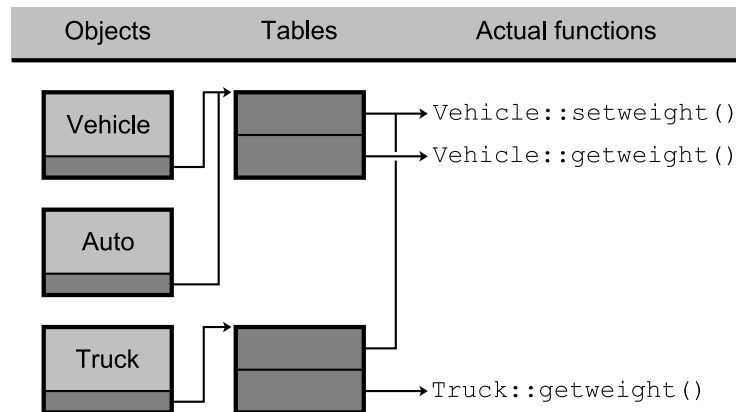 Objects Tables Actual functions
Vehicle
Vehicle::setweight()
Vehicle::getweight()
Auto
Truck
Truck::getweight()